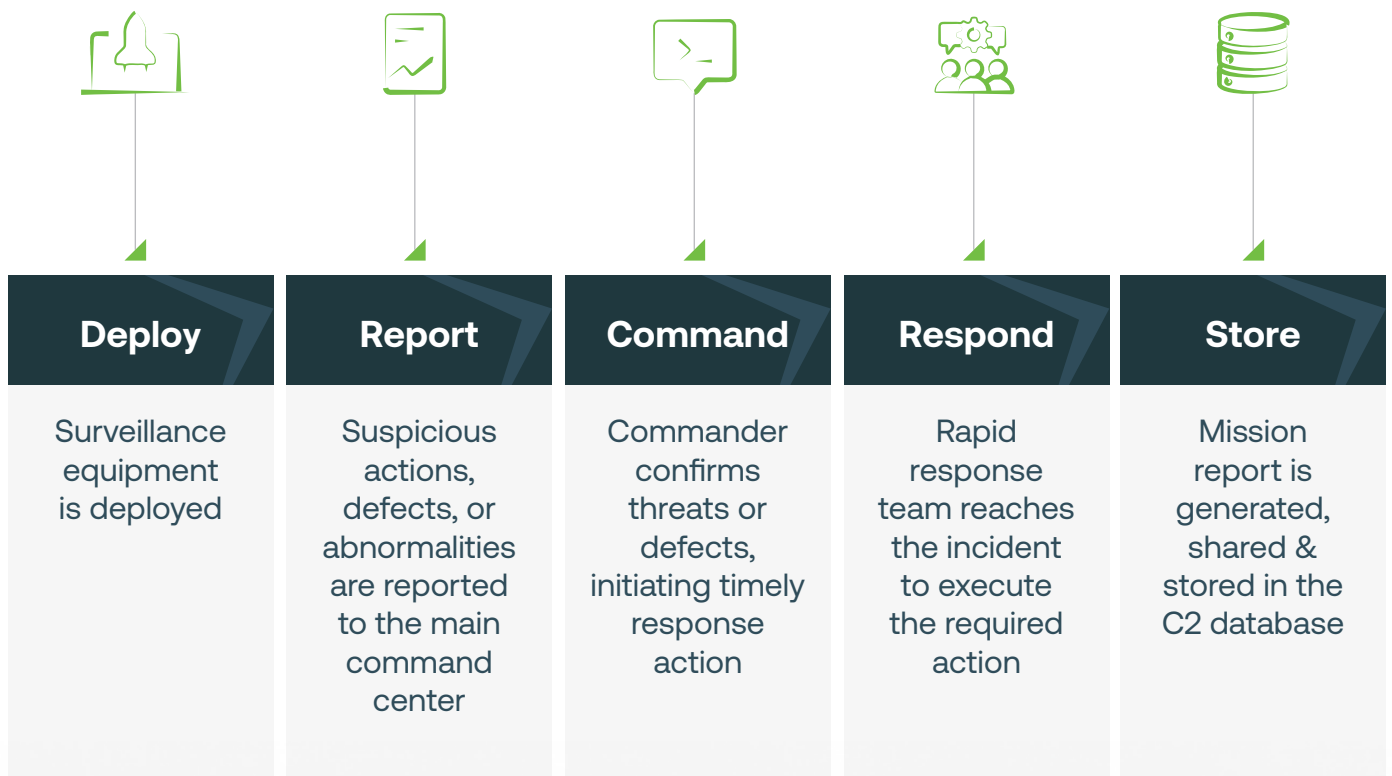 Deploy
Surveillance
equipment
is deployed
Report
Suspicious
actions,
defects, or
abnormalities
are reported
to the main
command
center
Command
Commander
confirms
threats or
defects,
initiating timely
response
action
Respond
Rapid
response
team reaches
the incident
to execute
the required
action
Store
Mission
report is
generated,
shared &
stored in the
C2 database